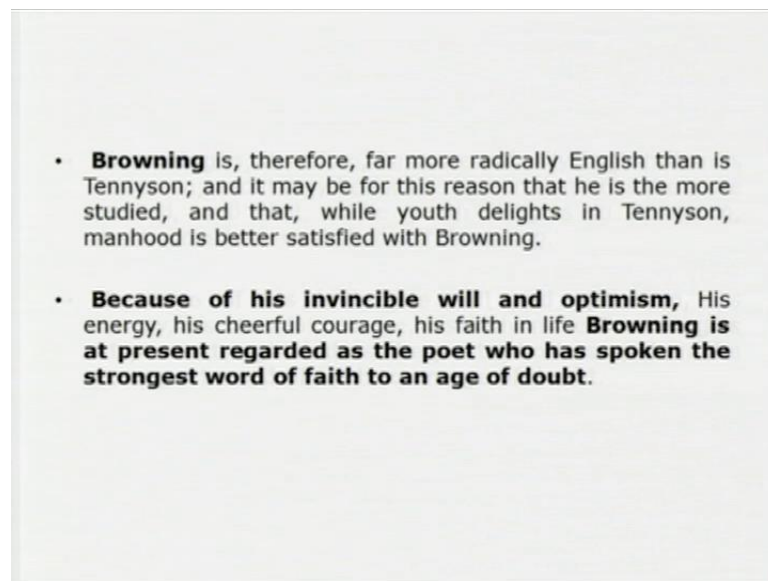 • Browning is, therefore, far more radically English than is
Tennyson; and it may be for this reason that he is the more
studied, and that, while youth delights in Tennyson,
manhood is better satisfied with Browning.
• Because of his invincible will and optimism, His
energy, his cheerful courage, his faith in life Browning is
at present regarded as the poet who has spoken the
strongest word of faith to an age of doubt.